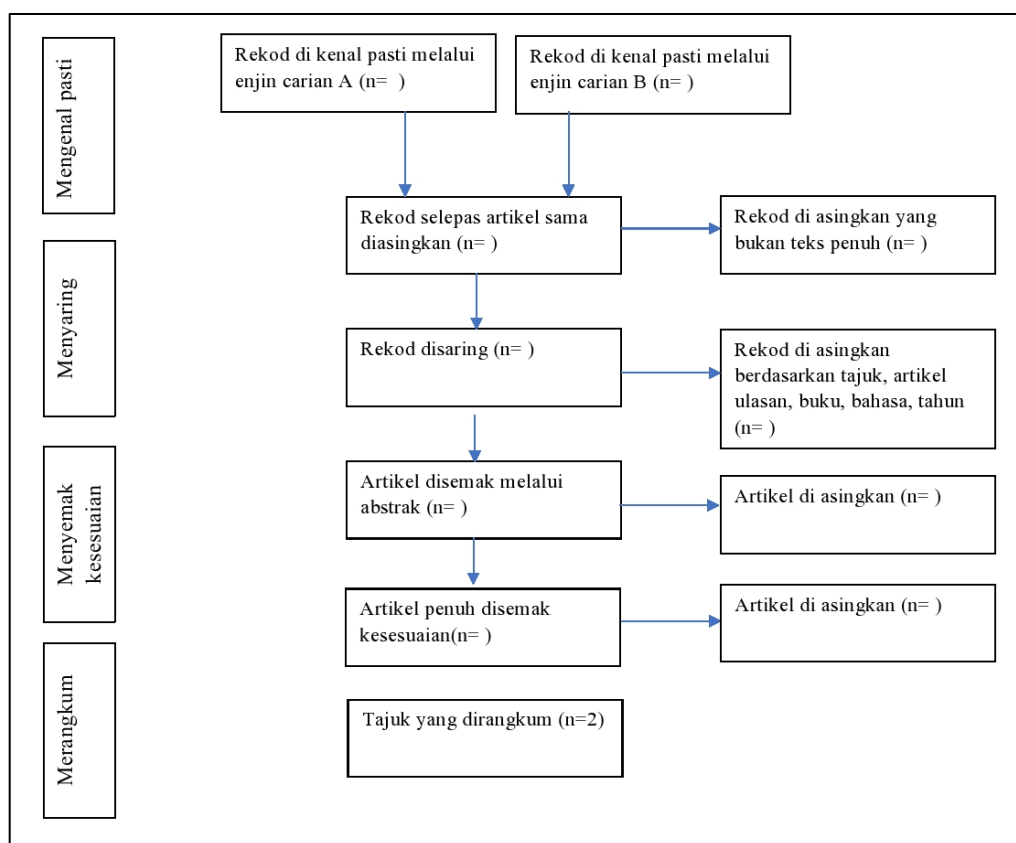 Mengenal pasti
Rekod di kenal pasti melalui
enjin carian A (n=  )
Rekod di kenal pasti melalui
enjin carian B (n= )
Rekod selepas artikel sama
diasingkan (n= )
Rekod di asingkan yang
bukan teks penuh (n= )
Menyaring
Rekod disaring (n= )
Rekod di asingkan
berdasarkan tajuk, artikel
ulasan, buku, bahasa, tahun
(n= )
Menyemak
kesesuaian
Artikel disemak melalui
abstrak (n= )
Artikel di asingkan (n= )
Artikel penuh disemak
kesesuaian(n= )
Artikel di asingkan (n= )
Merangkum
Tajuk yang dirangkum (n=2)